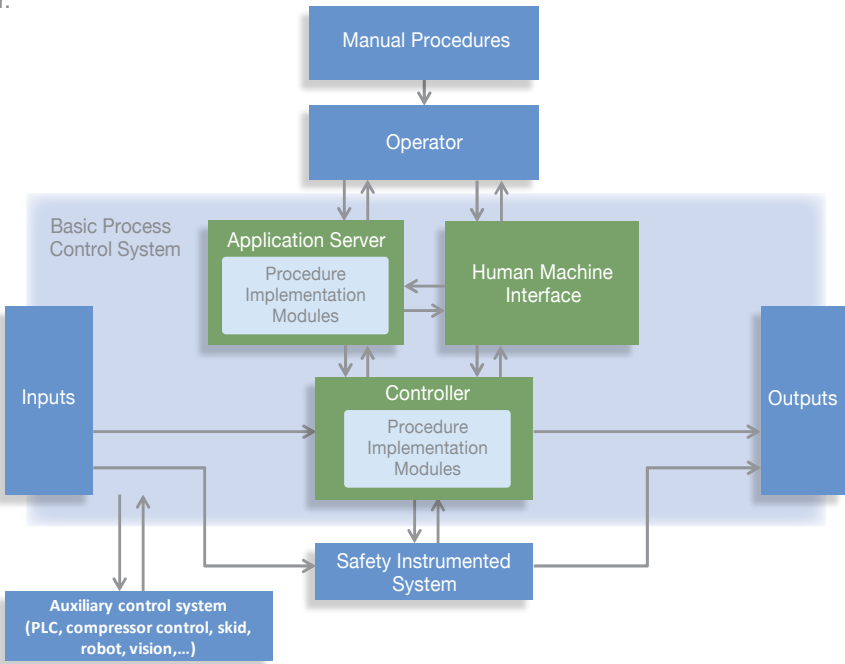 r.
Manual Procedures
Operator
Basic Process
Control System
Application Server
Procedure
Implementation
Modules
Human Machine
Interface
Inputs
Controller
Procedure
Implementation
Modules
Outputs
Safety Instrumented
System
Auxiliary control system
(PLC, compressor control, skid,
robot, vision,...)